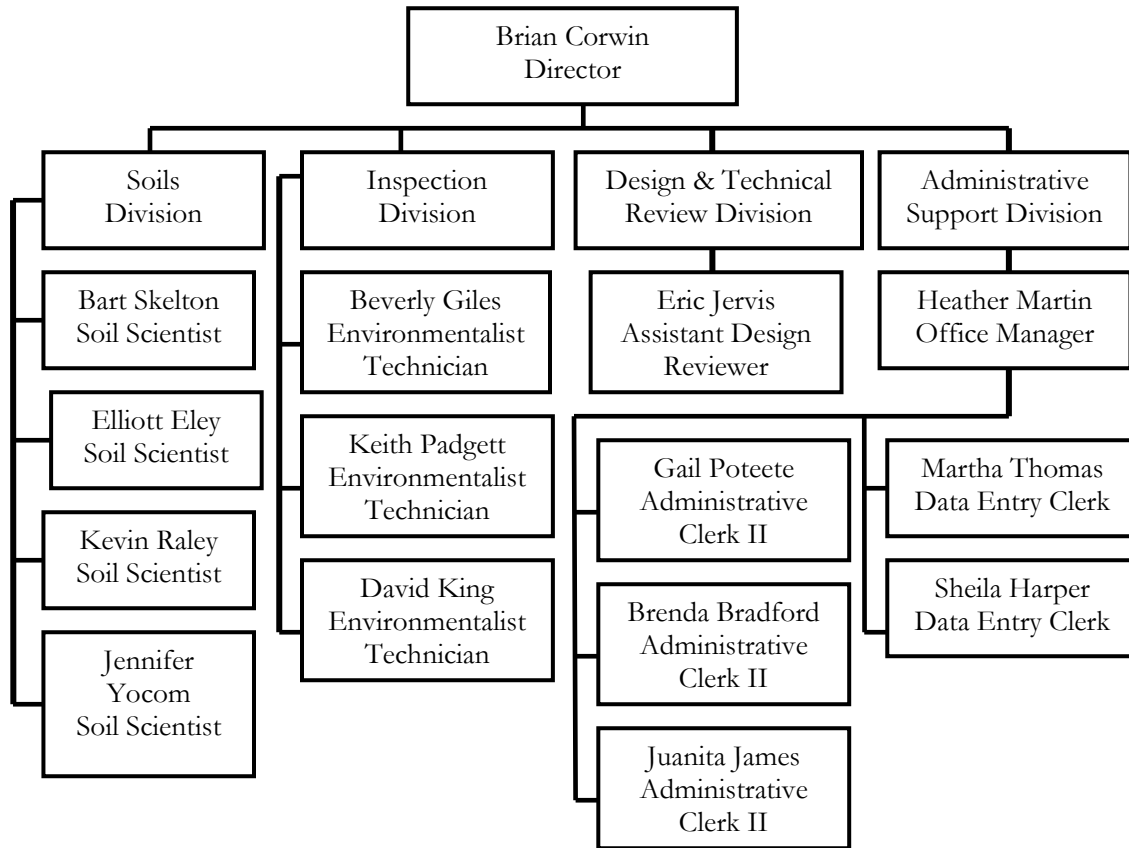 Brian Corwin
Director
Soils
Division
Inspection
Division
Design & Technical
Review Division
Administrative
Support Division
Bart Skelton
Soil Scientist
Beverly Giles
Environmentalist
Technician
Eric Jervis
Assistant Design
Reviewer
Heather Martin
Office Manager
Elliott Eley
Soil Scientist
Keith Padgett
Environmentalist
Technician
Gail Poteete
Administrative
Clerk II
Martha Thomas
Data Entry Clerk
Kevin Raley
Soil Scientist
David King
Environmentalist
Technician
Brenda Bradford
Administrative
Clerk II
Sheila Harper
Data Entry Clerk
Jennifer
Yocom
Soil Scientist
Juanita James
Administrative
Clerk II